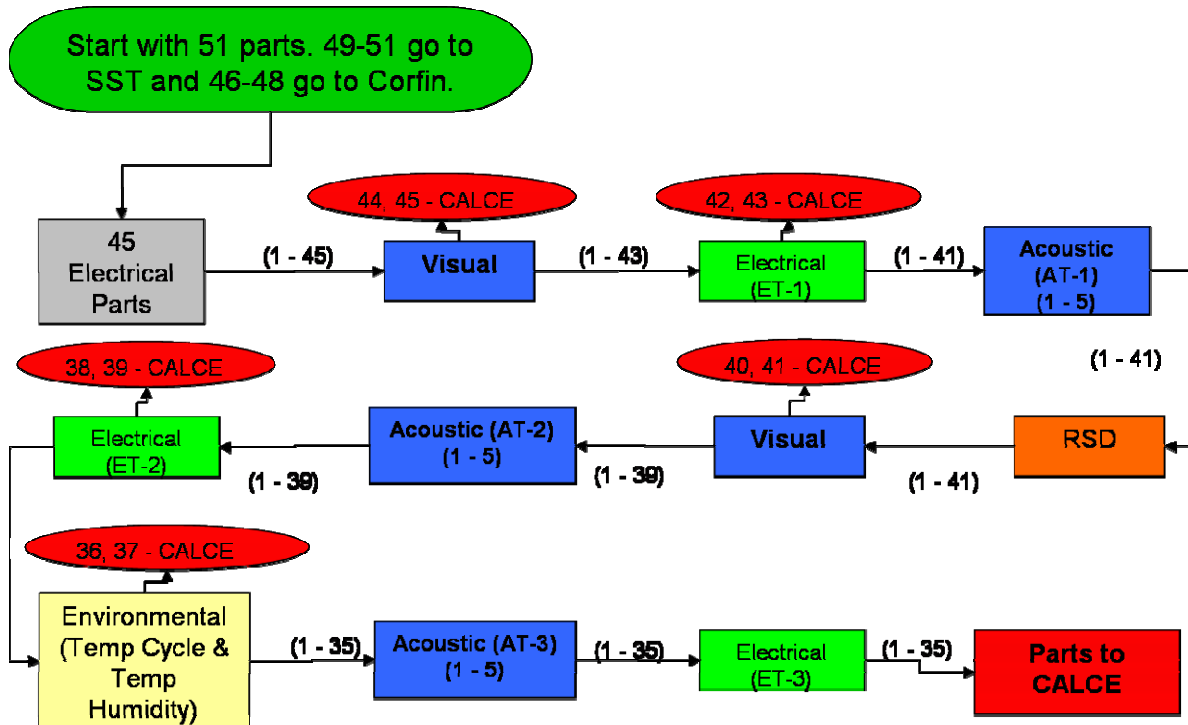 Start with 51 parts. 49-51 go to
SST and 46-48 go to Corfin.
44, 45 - CALCE
42, 43 - CALCE
45
Electrical
Parts
(1 - 45)
Visual
(1 - 43)
Electrical
(ET-1)
(1 - 41)
Acoustic
(AT-1)
(1 - 5)
(1 - 41)
38, 39 - CALCE
40, 41 - CALCE
Electrical
(ET-2)
(1 - 39)
Acoustic (AT-2)
(1 - 5)
(1 - 39)
Visual
(1 - 41)
RSD
36, 37 - CALCE
Environmental
(Temp Cycle &
Temp
Humidity)
(1 - 35)
Acoustic (AT-3)
(1 - 5)
(1 - 35)
Electrical
(ET-3)
(1 - 35)
Parts to
CALCE